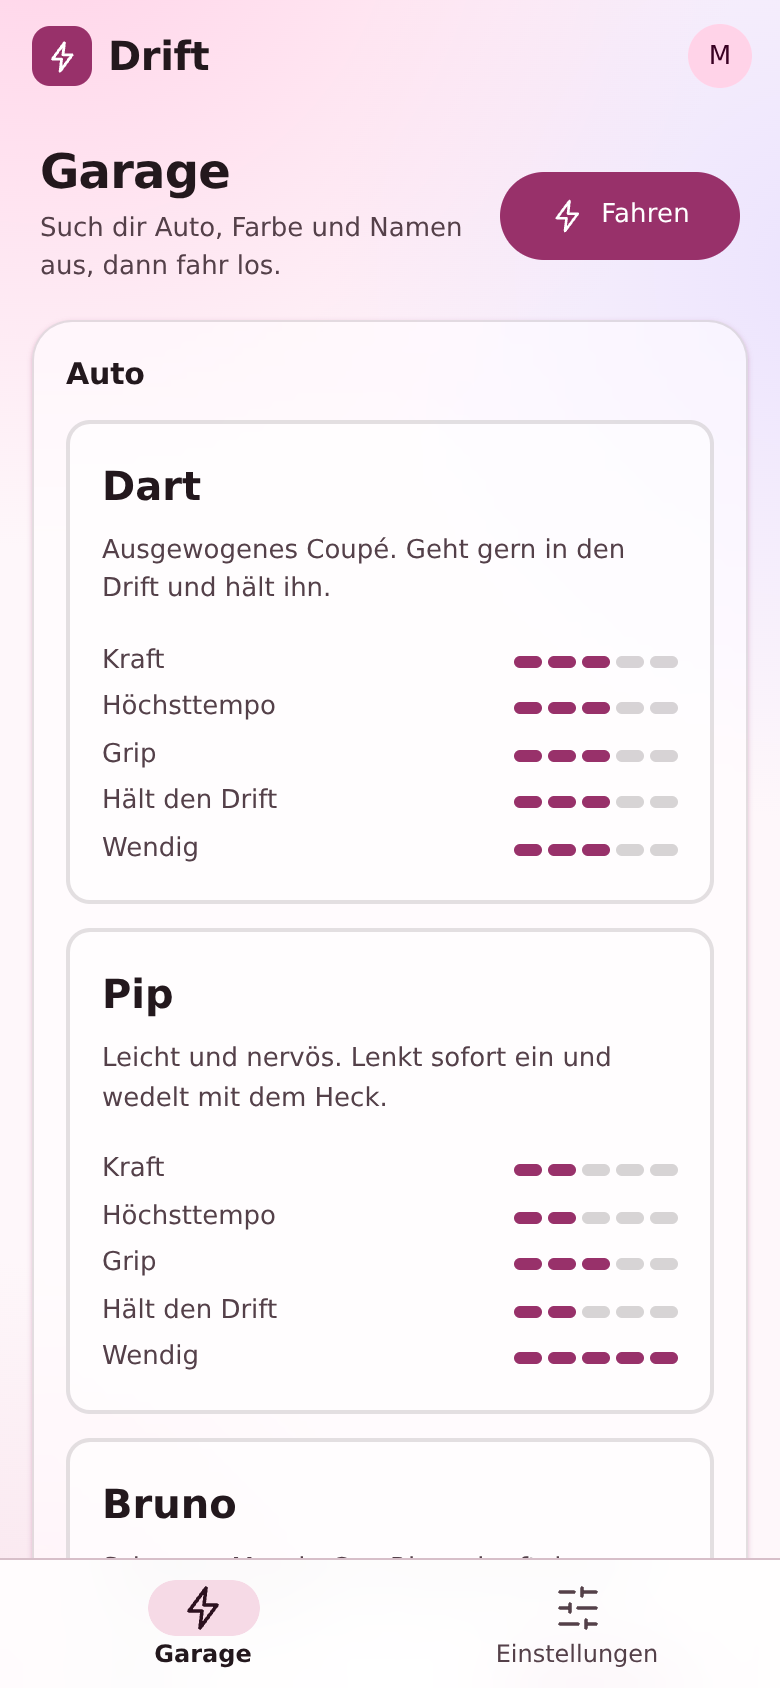 Drift
M
Garage
Such dir Auto, Farbe und Namen
aus, dann fahr los.
Fahren
Auto
Dart
Ausgewogenes Coupé. Geht gern in den
Drift und hält ihn.
Kraft
Höchsttempo
Grip
Hält den Drift
Wendig
Pip
Leicht und nervös. Lenkt sofort ein und
wedelt mit dem Heck.
Kraft
Höchsttempo
Grip
Hält den Drift
Wendig
Bruno
Garage
Einstellungen